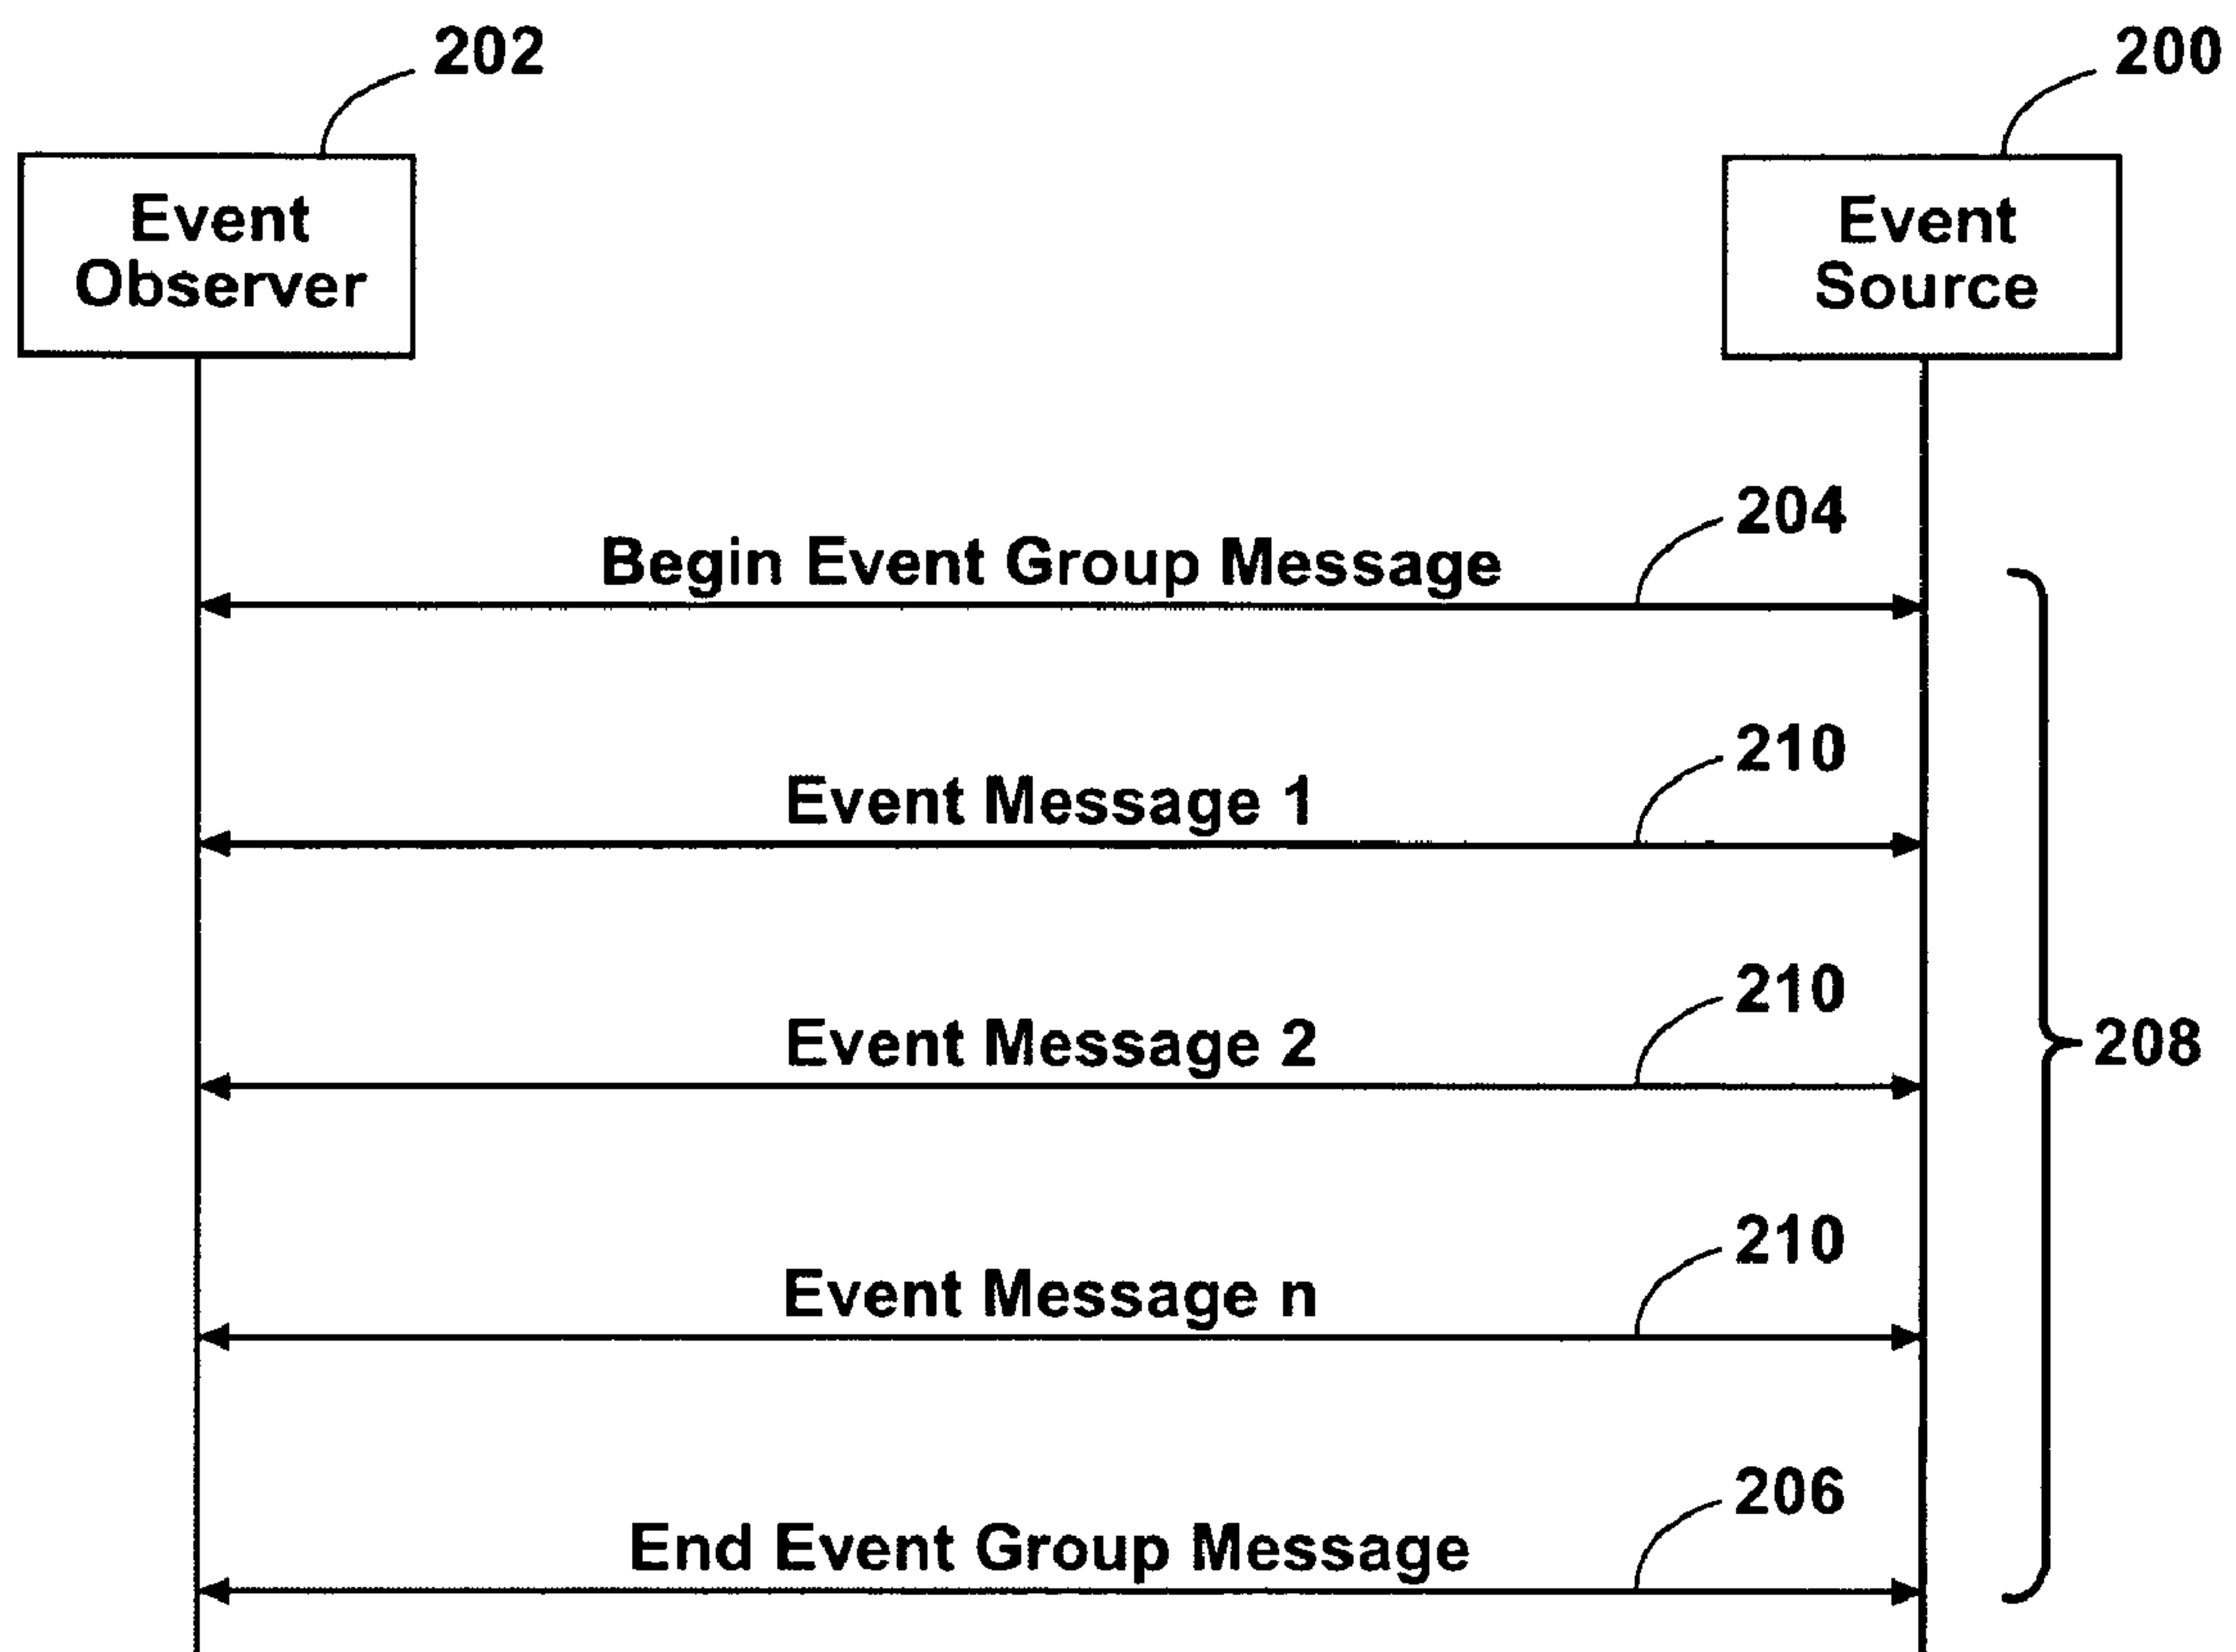 202
200
Event
Observer
Event
Source
204
Begin Event Group Message
210
Event Message 1
210
Event Message 2
208
210
Event Message n
206
End Event Group Message